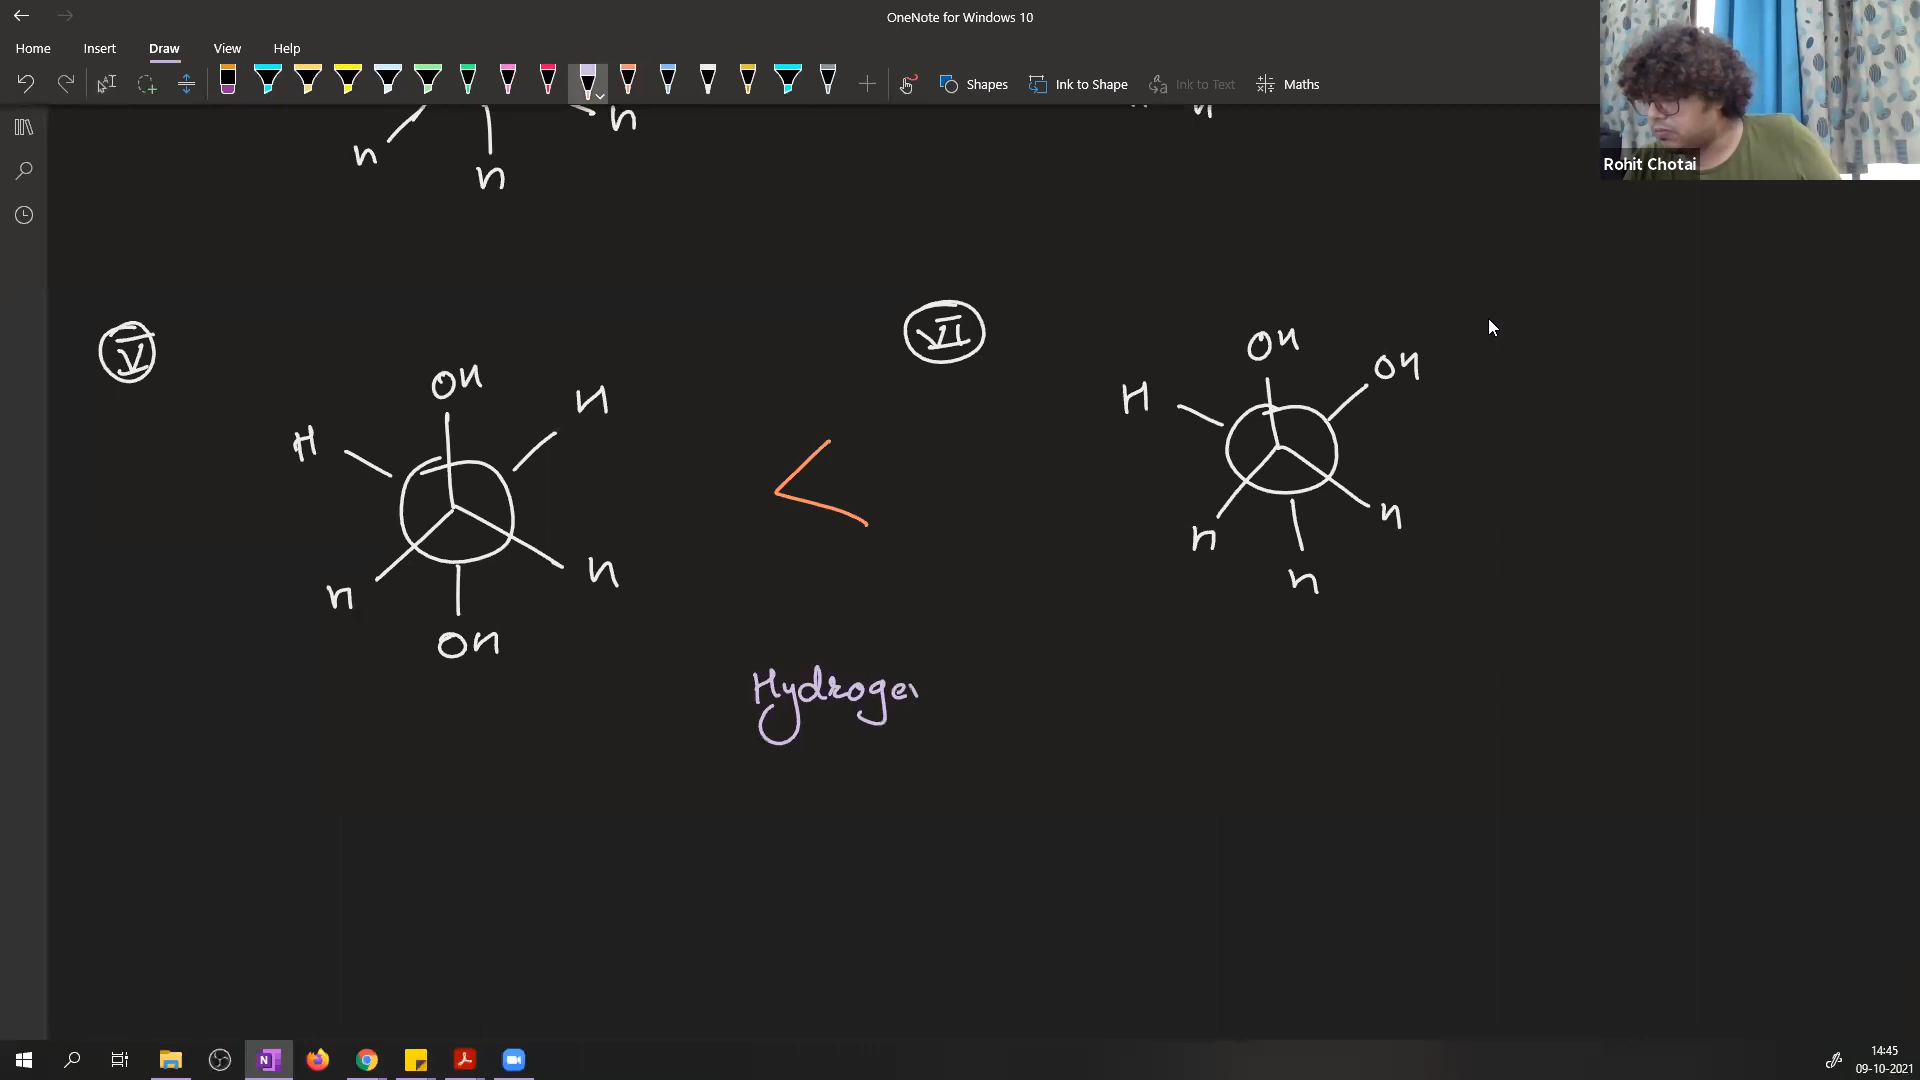 OneNote for Windows 10
Home Insert Draw View Help
Shapes Ink to Shape Ink to Text Maths
Rohit Chotai
n n
n
n
V
VI
OH
OH
OH
H
H
H
H
n
n
n
n
OH
n
Hydrogen
14:45
09-10-2021